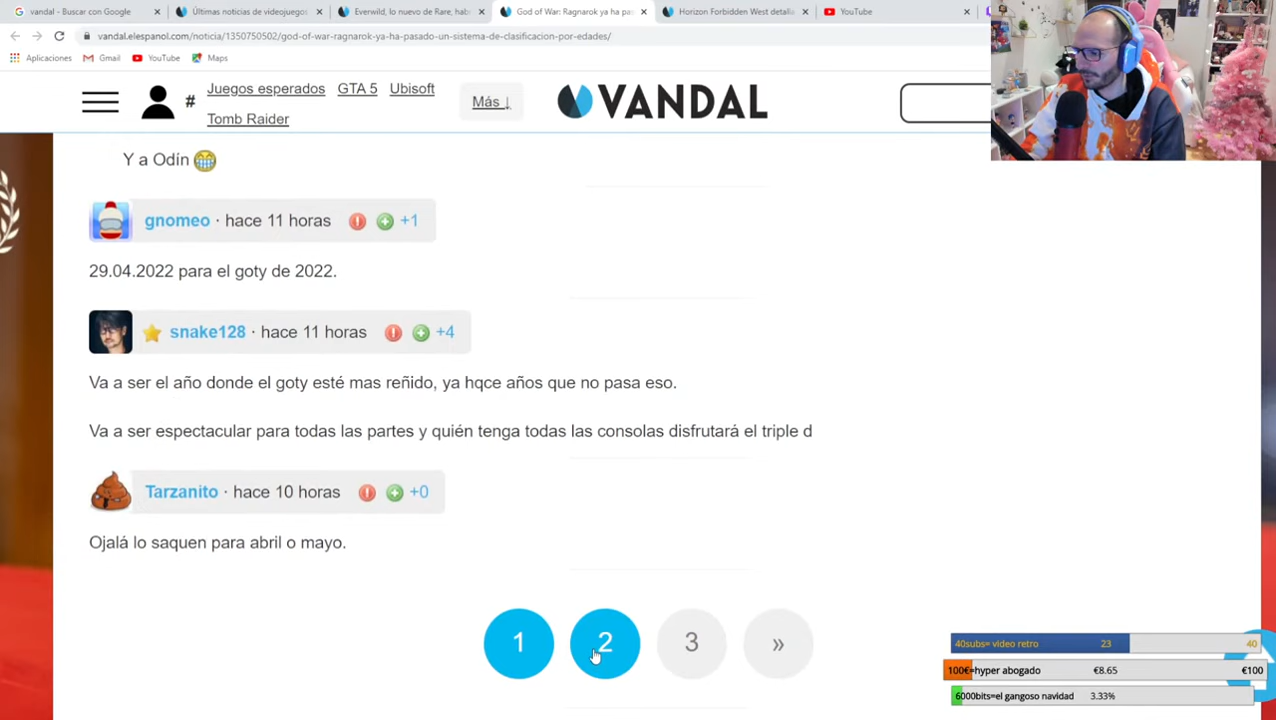 vandal - Buscar con Google
Últimas noticias de videojuegos
Everwild, lo nuevo de Rare, hab
God of War: Ragnarok ya ha pas
Horizon Forbidden West detalla
YouTube
vandal.elespanol.com/noticia/1350750502/god-of-war-ragnarok-ya-ha-pasado-un-sistema-de-clasificacion-por-edades/
Aplicaciones Gmail YouTube Maps
# Juegos esperados GTA 5 Ubisoft
Tomb Raider
Más ↓
VANDAL
Y a Odín
gnomeo · hace 11 horas +1
29.04.2022 para el goty de 2022.
snake128 · hace 11 horas +4
Va a ser el año donde el goty esté mas reñido, ya hqce años que no pasa eso.
Va a ser espectacular para todas las partes y quién tenga todas las consolas disfrutará el triple d
Tarzanito · hace 10 horas +0
Ojalá lo saquen para abril o mayo.
1 2 3 »
40subs= video retro 23 40
100€=hyper abogado €8.65 €100
6000bits=el gangoso navidad 3.33%